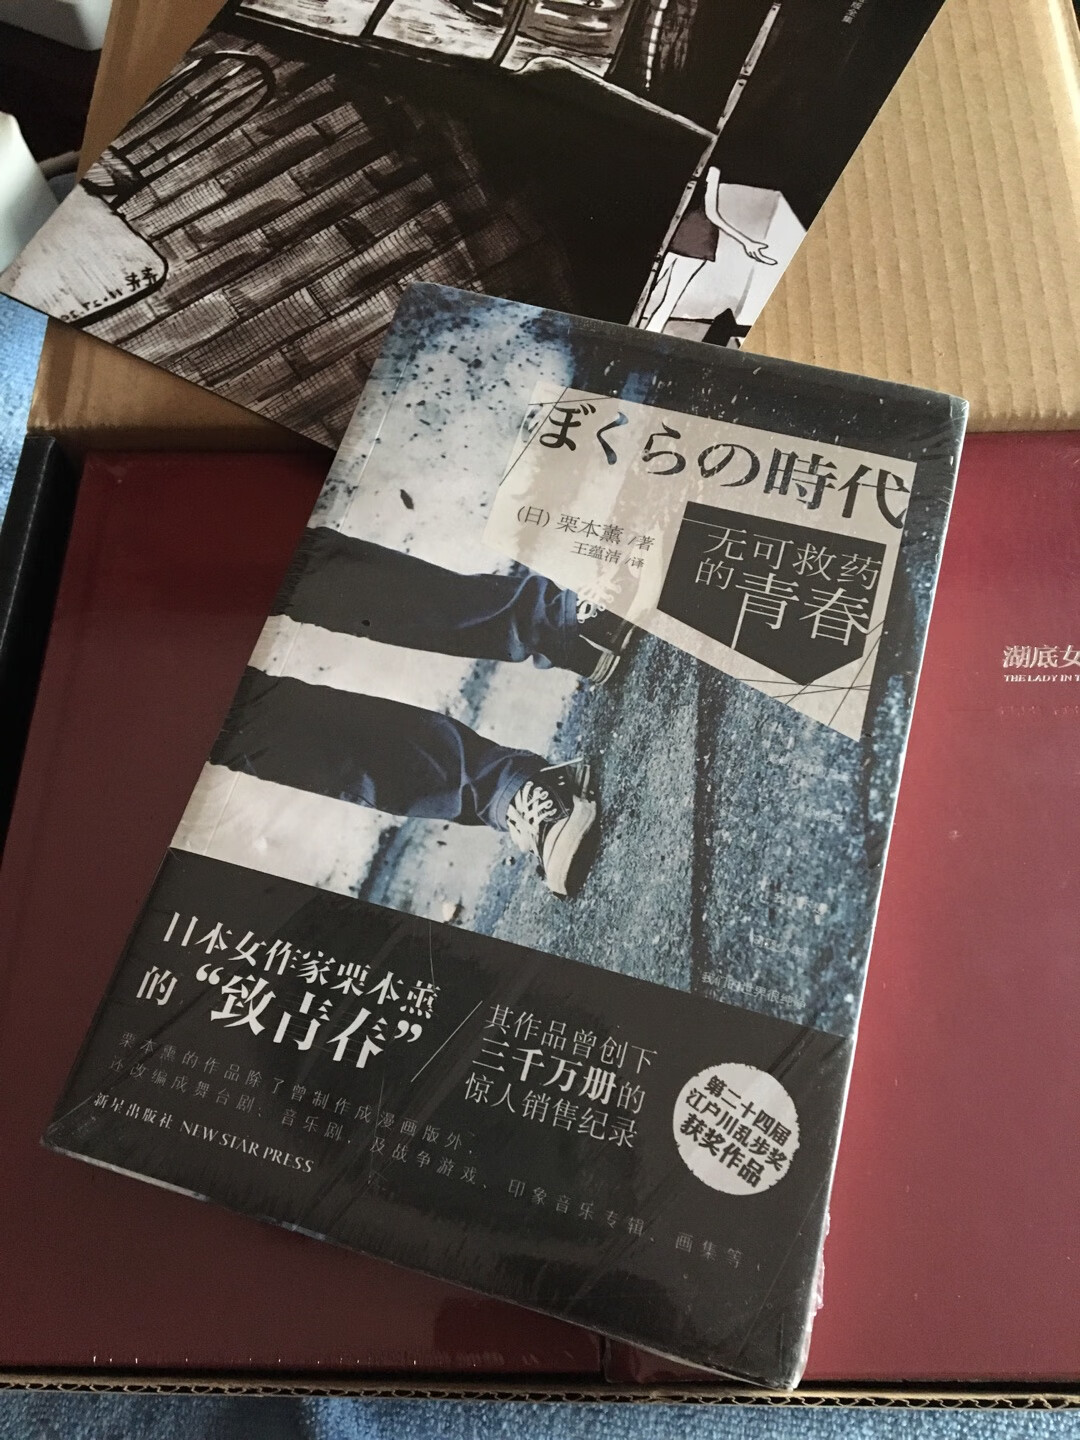 ぼくらの時代
(日) 栗本薰/著
王蕴洁/译
无可救药
的青春
湖底女
THE LADY IN T
日本女作家栗本薰
的“致青春”
其作品曾创下
三千万册的
惊人销售纪录
第二十四届
江户川乱步奖
获奖作品
栗本薰的作品除了曾制作成漫画版外，
还改编成舞台剧、音乐剧，及战争游戏、印象音乐专辑、画集等、
新星出版社 NEW STAR PRESS